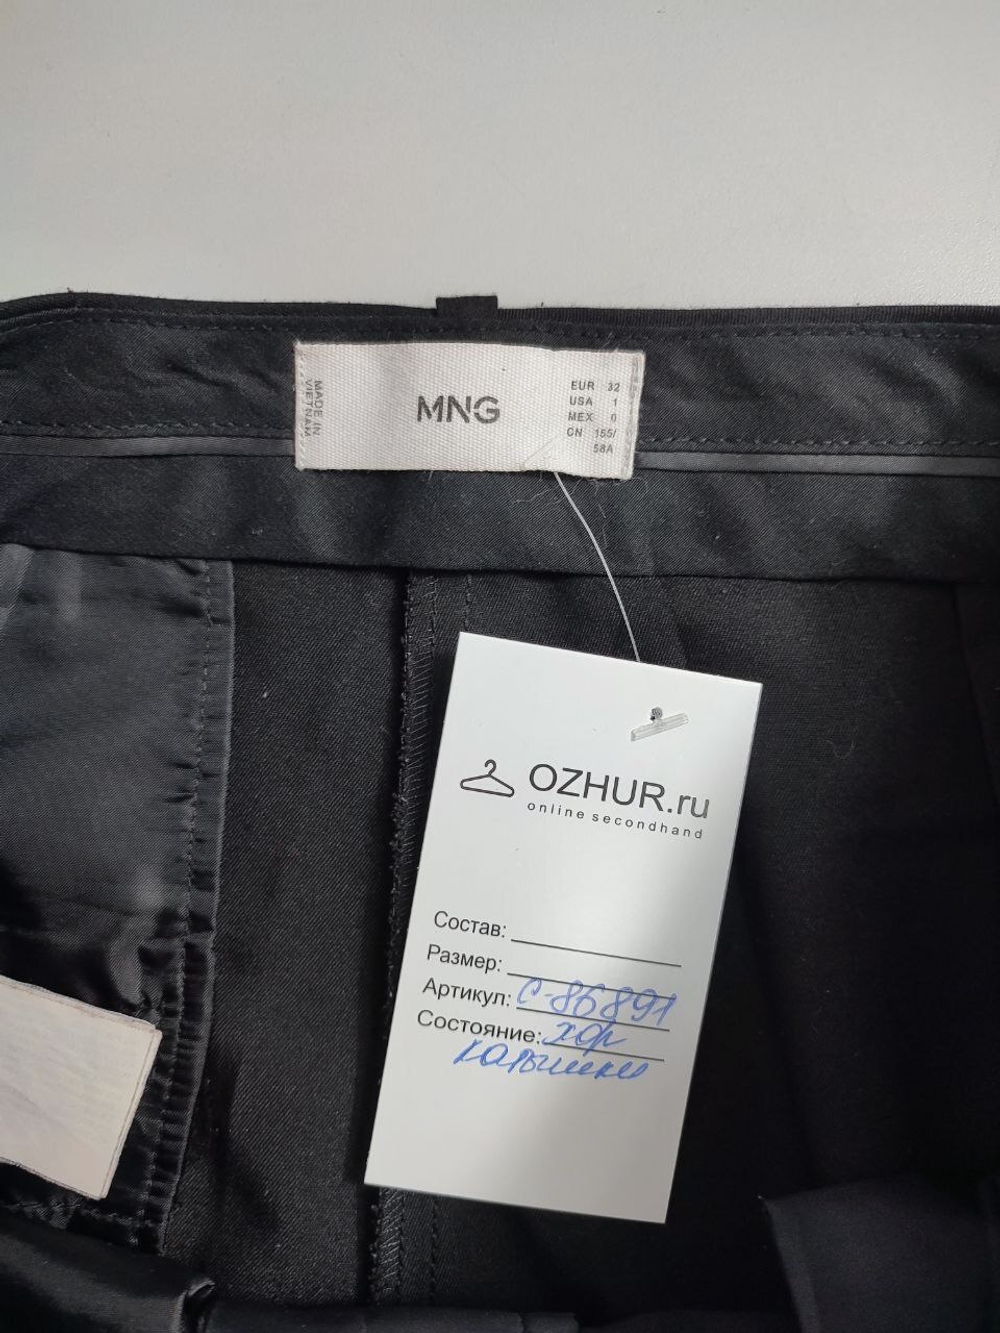 MADE IN
VIETNAM
MNG
EUR 32
USA 1
MEX 0
CN 155/
58A
OZHUR.ru
online secondhand
Состав:
Размер:
Артикул: С-86891
Состояние: хор
катышки